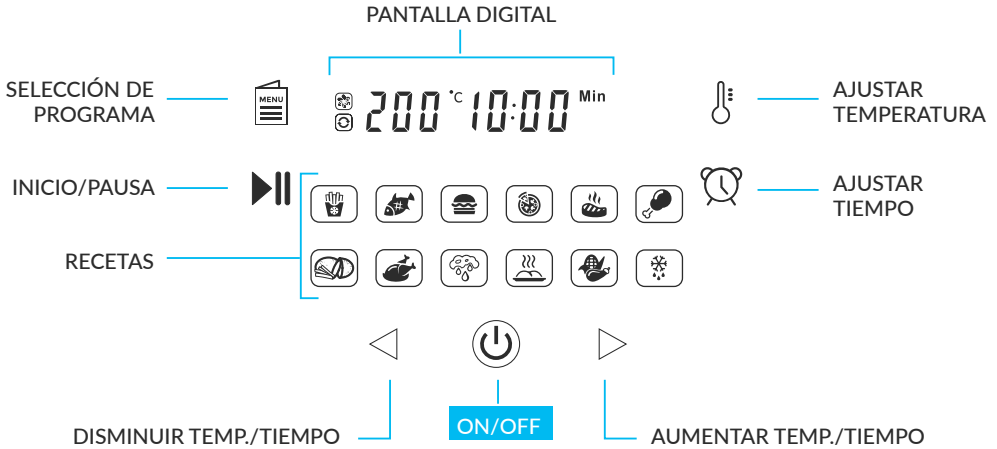 PANTALLA DIGITAL
SELECCIÓN DE
PROGRAMA
MENU
200 °C 10:00 Min
AJUSTAR
TEMPERATURA
INICIO/PAUSA
AJUSTAR
TIEMPO
RECETAS
DISMINUIR TEMP./TIEMPO
ON/OFF
AUMENTAR TEMP./TIEMPO